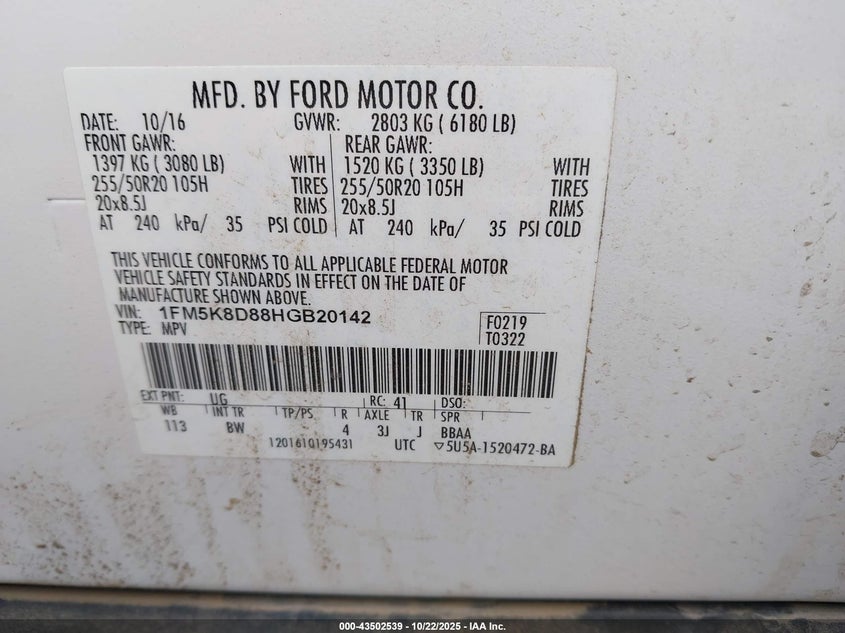 MFD. BY FORD MOTOR CO.
DATE: 10/16 GVWR: 2803 KG ( 6180 LB)
FRONT GAWR: REAR GAWR:
1397 KG ( 3080 LB) WITH 1520 KG ( 3350 LB) WITH
255/50R20 105H TIRES 255/50R20 105H TIRES
20x8.5J RIMS 20x8.5J RIMS
AT 240 kPa/ 35 PSI COLD AT 240 kPa/ 35 PSI COLD
THIS VEHICLE CONFORMS TO ALL APPLICABLE FEDERAL MOTOR
VEHICLE SAFETY STANDARDS IN EFFECT ON THE DATE OF
MANUFACTURE SHOWN ABOVE.
VIN: 1FM5K8D88HGB20142
TYPE: MPV
F0219
T0322
EXT PNT: UG RC: 41 DSO:
WB INT TR TP/PS R AXLE TR SPR
113 BW 4 3J J BBAA
1201610195431 UTC ▽5U5A-1520472-BA
000-43502539 - 10/22/2025 - IAA Inc.